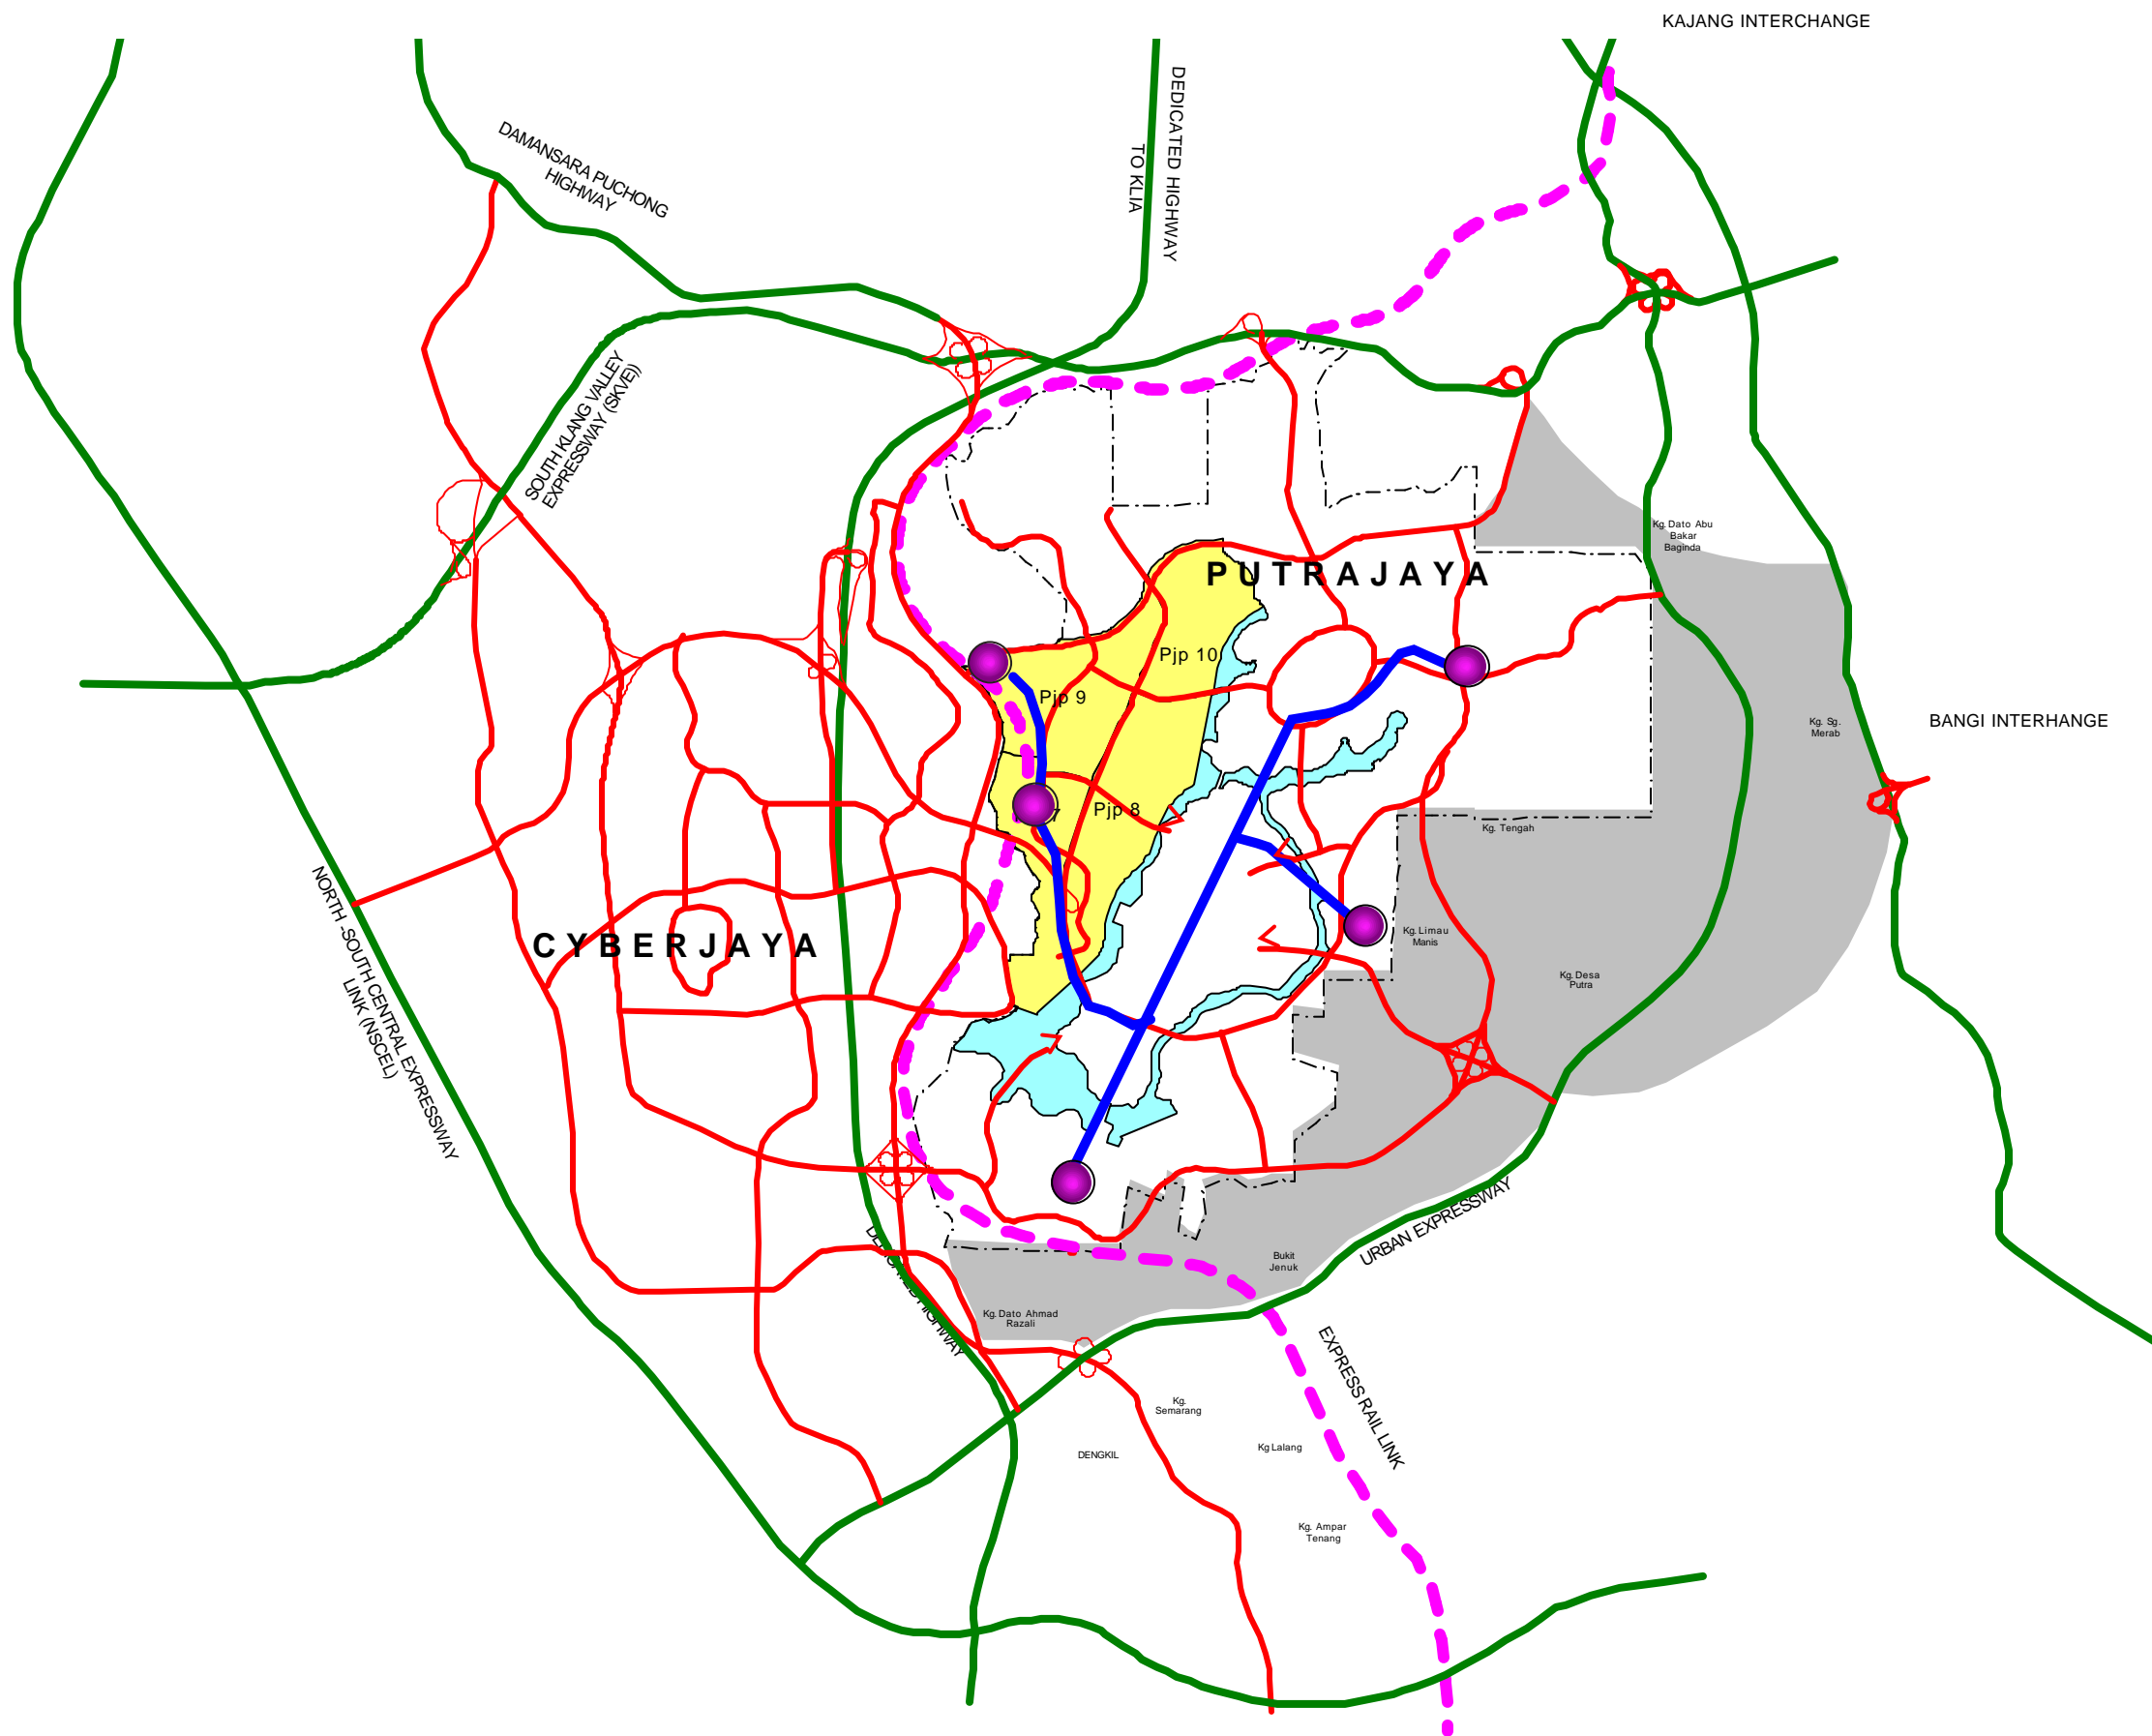 KAJANG INTERCHANGE
DEDICATED HIGHWAY
TO KLIA
DAMANSARA PUCHONG
HIGHWAY
SOUTH KLANG VALLEY
EXPRESSWAY (SKVE))
Kg. Dato Abu
Bakar
Baginda
PUTRAJAYA
Pjp 10
Pjp 9
Kg. Sg.
Merab
BANGI INTERHANGE
Pjp 8
7
Kg. Tengah
CYBERJAYA
Kg. Limau
Manis
Kg. Desa
Putra
NORTH -SOUTH CENTRAL EXPRESSWAY
LINK (NSCEL)
URBAN EXPRESSWAY
Bukit
Jenuk
HIGHWAY
Kg. Dato Ahmad
Razali
EXPRESS RAIL LINK
Kg.
Semarang
Kg Lalang
DENGKIL
Kg. Ampar
Tenang